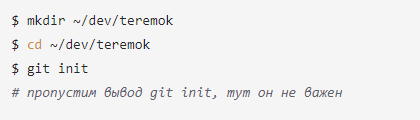 $ mkdir ~/dev/teremok
$ cd ~/dev/teremok
$ git init
# пропустим вывод git init, тут он не важен